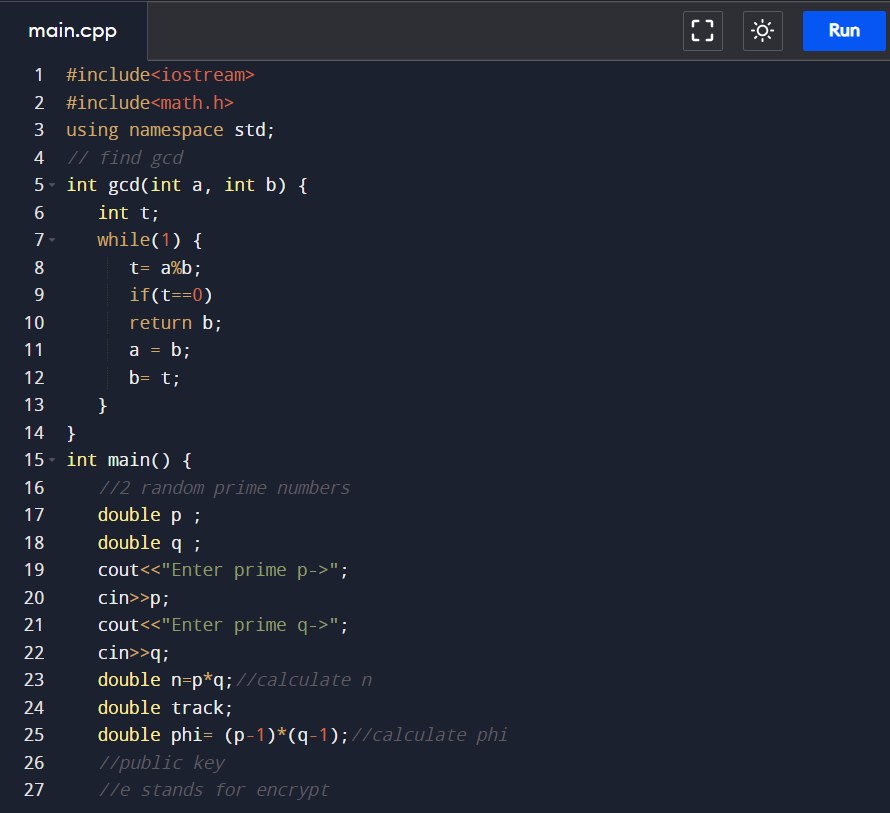 main.cpp
Run
1 #include<iostream>
2 #include<math.h>
3 using namespace std;
4 // find gcd
5 int gcd(int a, int b) {
6 int t;
7 while(1) {
8 t= a%b;
9 if(t==0)
10 return b;
11 a = b;
12 b= t;
13 }
14 }
15 int main() {
16 //2 random prime numbers
17 double p ;
18 double q ;
19 cout<<"Enter prime p->";
20 cin>>p;
21 cout<<"Enter prime q->";
22 cin>>q;
23 double n=p*q;//calculate n
24 double track;
25 double phi= (p-1)*(q-1);//calculate phi
26 //public key
27 //e stands for encrypt